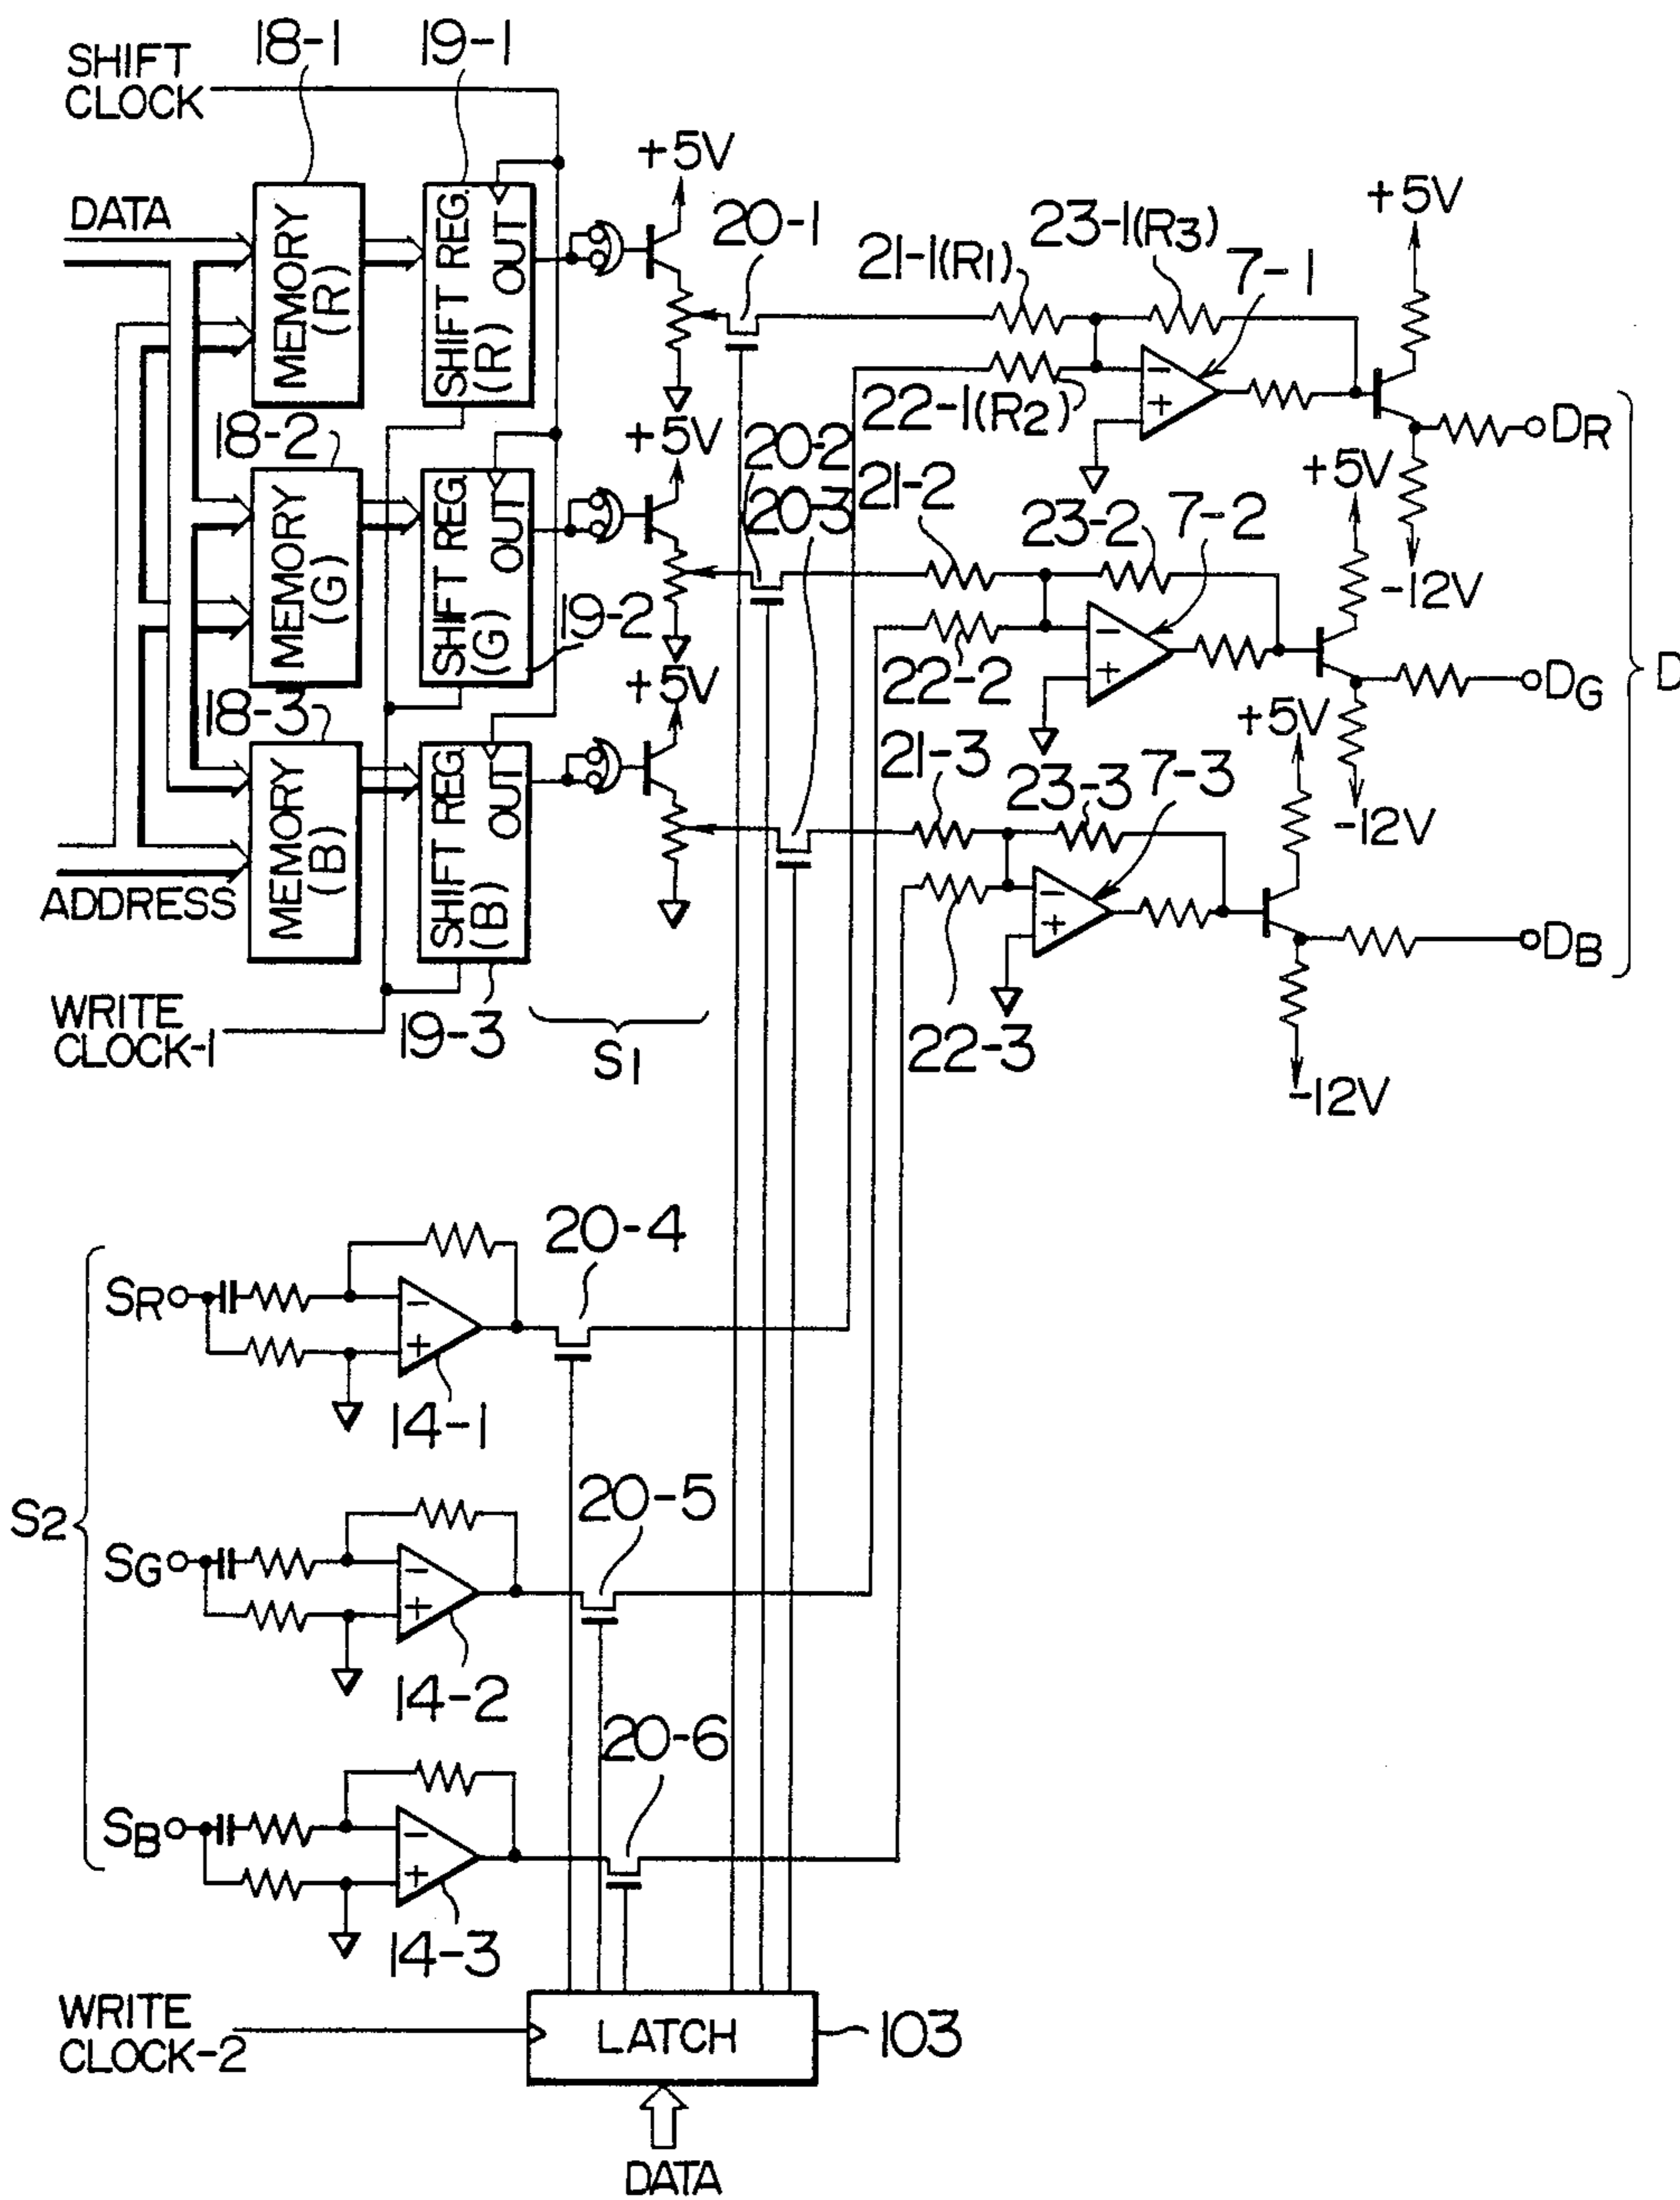 SHIFT
CLOCK
18-1
19-1
+5V
20-1
DATA
MEMORY
(R)
SHIFT REG.
(R)
OUT
21-1(R1)
23-1(R3)
7-1
+5V
22-1(R2)
DR
-12V
18-2
+5V
20-2
20-3
21-2
23-2
7-2
+5V
MEMORY
(G)
SHIFT REG.
(G)
OUT
19-2
22-2
DG
D
-12V
18-3
+5V
21-3
23-3
7-3
+5V
MEMORY
(B)
SHIFT REG.
(B)
OUT
ADDRESS
22-3
DB
-12V
WRITE
CLOCK-1
19-3
S1
20-4
SR
14-1
S2
20-5
SG
14-2
20-6
SB
14-3
WRITE
CLOCK-2
LATCH
103
DATA